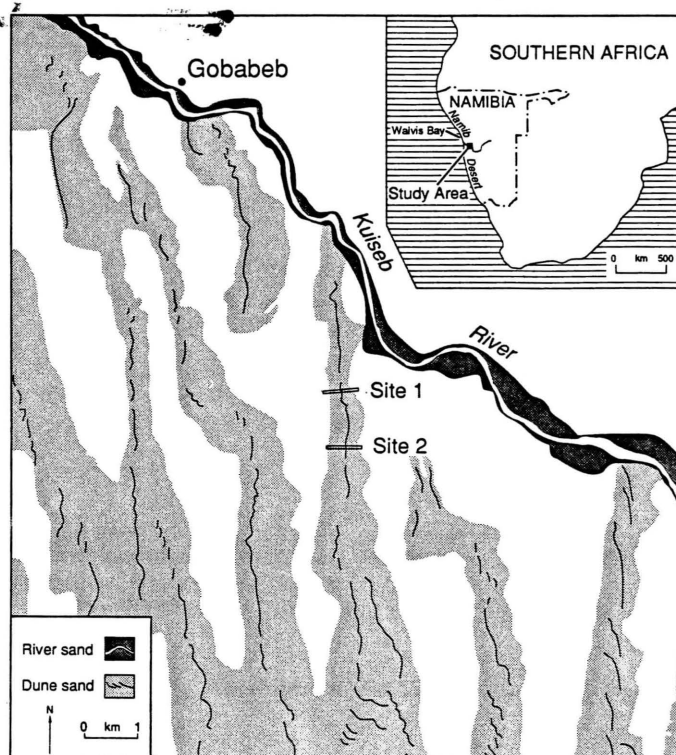 Gobabeb
SOUTHERN AFRICA
NAMIBIA
Namib
Walvis Bay
Desert
Study Area
0 km 500
Kuiseb
River
Site 1
Site 2
River sand
Dune sand
N
0 km 1